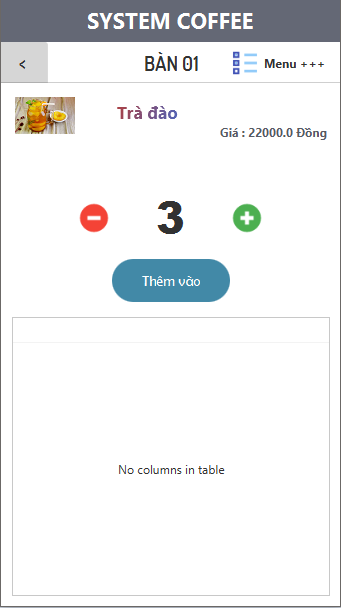 SYSTEM COFFEE
< BÀN 01 Menu +++
Trà đào
Giá : 22000.0 Đồng
3
Thêm vào
No columns in table